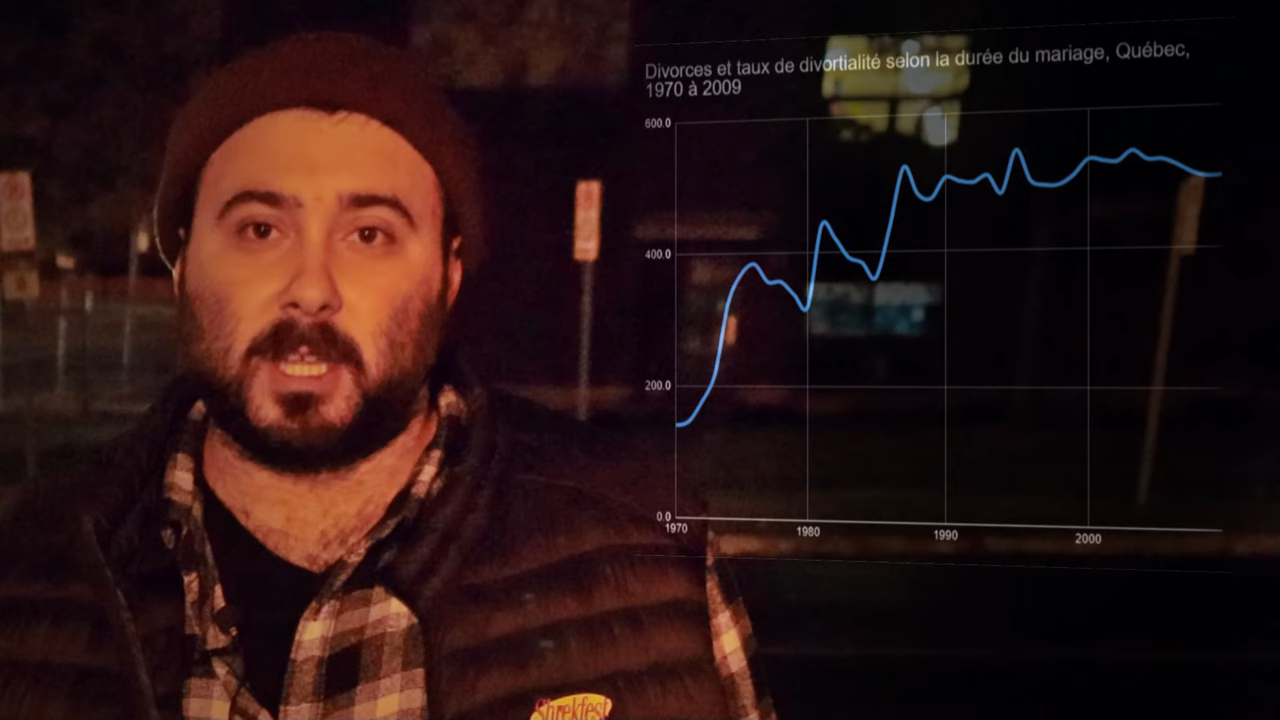 Divorces et taux de divortialité selon la durée du mariage, Québec,
1970 à 2009
600.0
400.0
200.0
0.0
1970
1980
1990
2000
Shrekfest